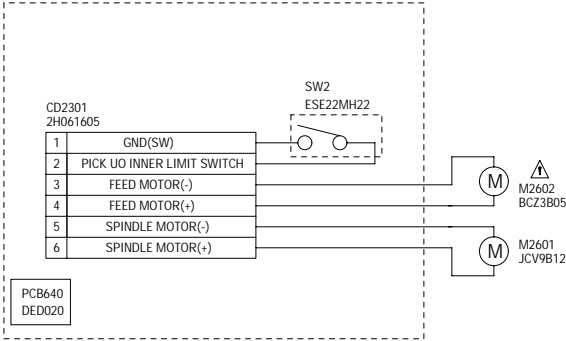 SW2
ESE22MH22
CD2301
2H061605
1 GND(SW)
2 PICK UO INNER LIMIT SWITCH
3 FEED MOTOR(-)
4 FEED MOTOR(+)
5 SPINDLE MOTOR(-)
6 SPINDLE MOTOR(+)
M
M2602
BCZ3B05
M
M2601
JCV9B12
PCB640
DED020